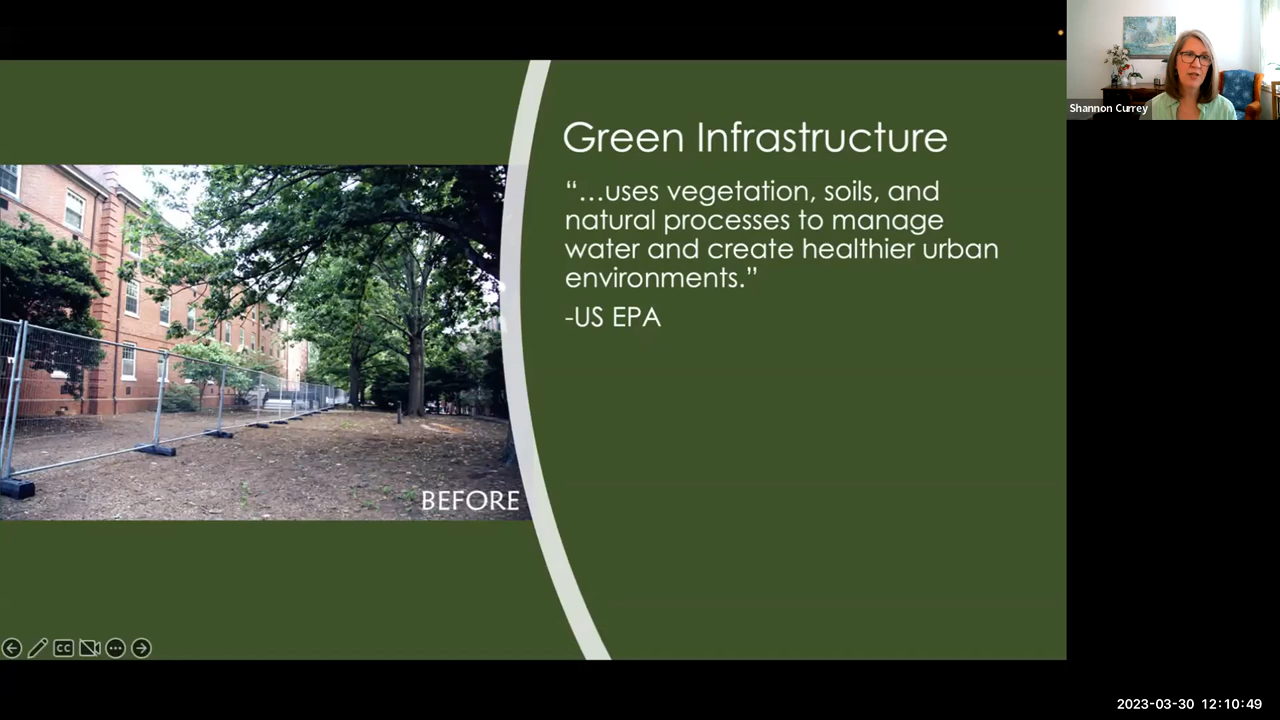 Shannon Currey
Green Infrastructure
“…uses vegetation, soils, and
natural processes to manage
water and create healthier urban
environments.”
-US EPA
BEFORE
CC
2023-03-30 12:10:49